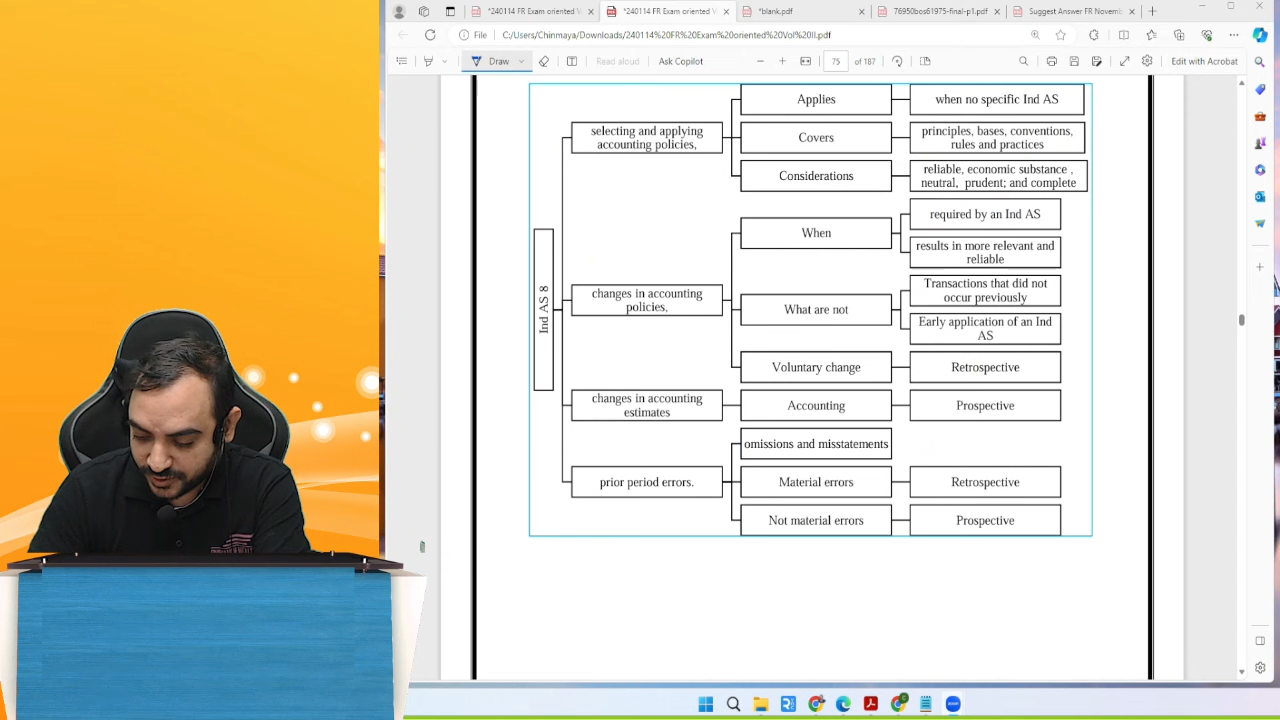 *240114 FR Exam oriented V
*240114 FR Exam oriented Vo
*blank.pdf
76950bos61975-final-p1.pdf
Suggest Answer FR Novemb
File
C:/Users/Chinmaya/Downloads/240114%20FR%20Exam%20oriented%20Vol%20II.pdf
Draw
Read aloud
Ask Copilot
75
of 187
Edit with Acrobat
Ind AS 8
selecting and applying
accounting policies,
Applies
when no specific Ind AS
Covers
principles, bases, conventions,
rules and practices
Considerations
reliable, economic substance ,
neutral, prudent; and complete
changes in accounting
policies,
When
required by an Ind AS
results in more relevant and
reliable
What are not
Transactions that did not
occur previously
Early application of an Ind
AS
Voluntary change
Retrospective
changes in accounting
estimates
Accounting
Prospective
prior period errors.
omissions and misstatements
Material errors
Retrospective
Not material errors
Prospective